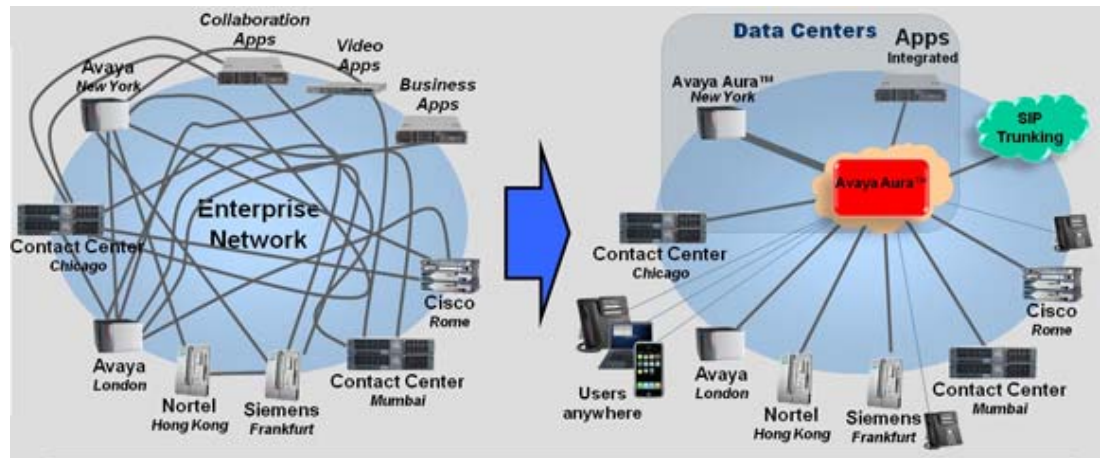 Collaboration
Apps
Video
Apps
Business
Apps
Avaya
New York
Enterprise
Network
Contact Center
Chicago
Cisco
Rome
Avaya
London
Nortel
Hong Kong
Siemens
Frankfurt
Contact Center
Mumbai
Data Centers
Apps
Integrated
Avaya Aura™
New York
SIP
Trunking
Avaya Aura™
Contact Center
Chicago
Cisco
Rome
Users
anywhere
Avaya
London
Nortel
Hong Kong
Siemens
Frankfurt
Contact Center
Mumbai